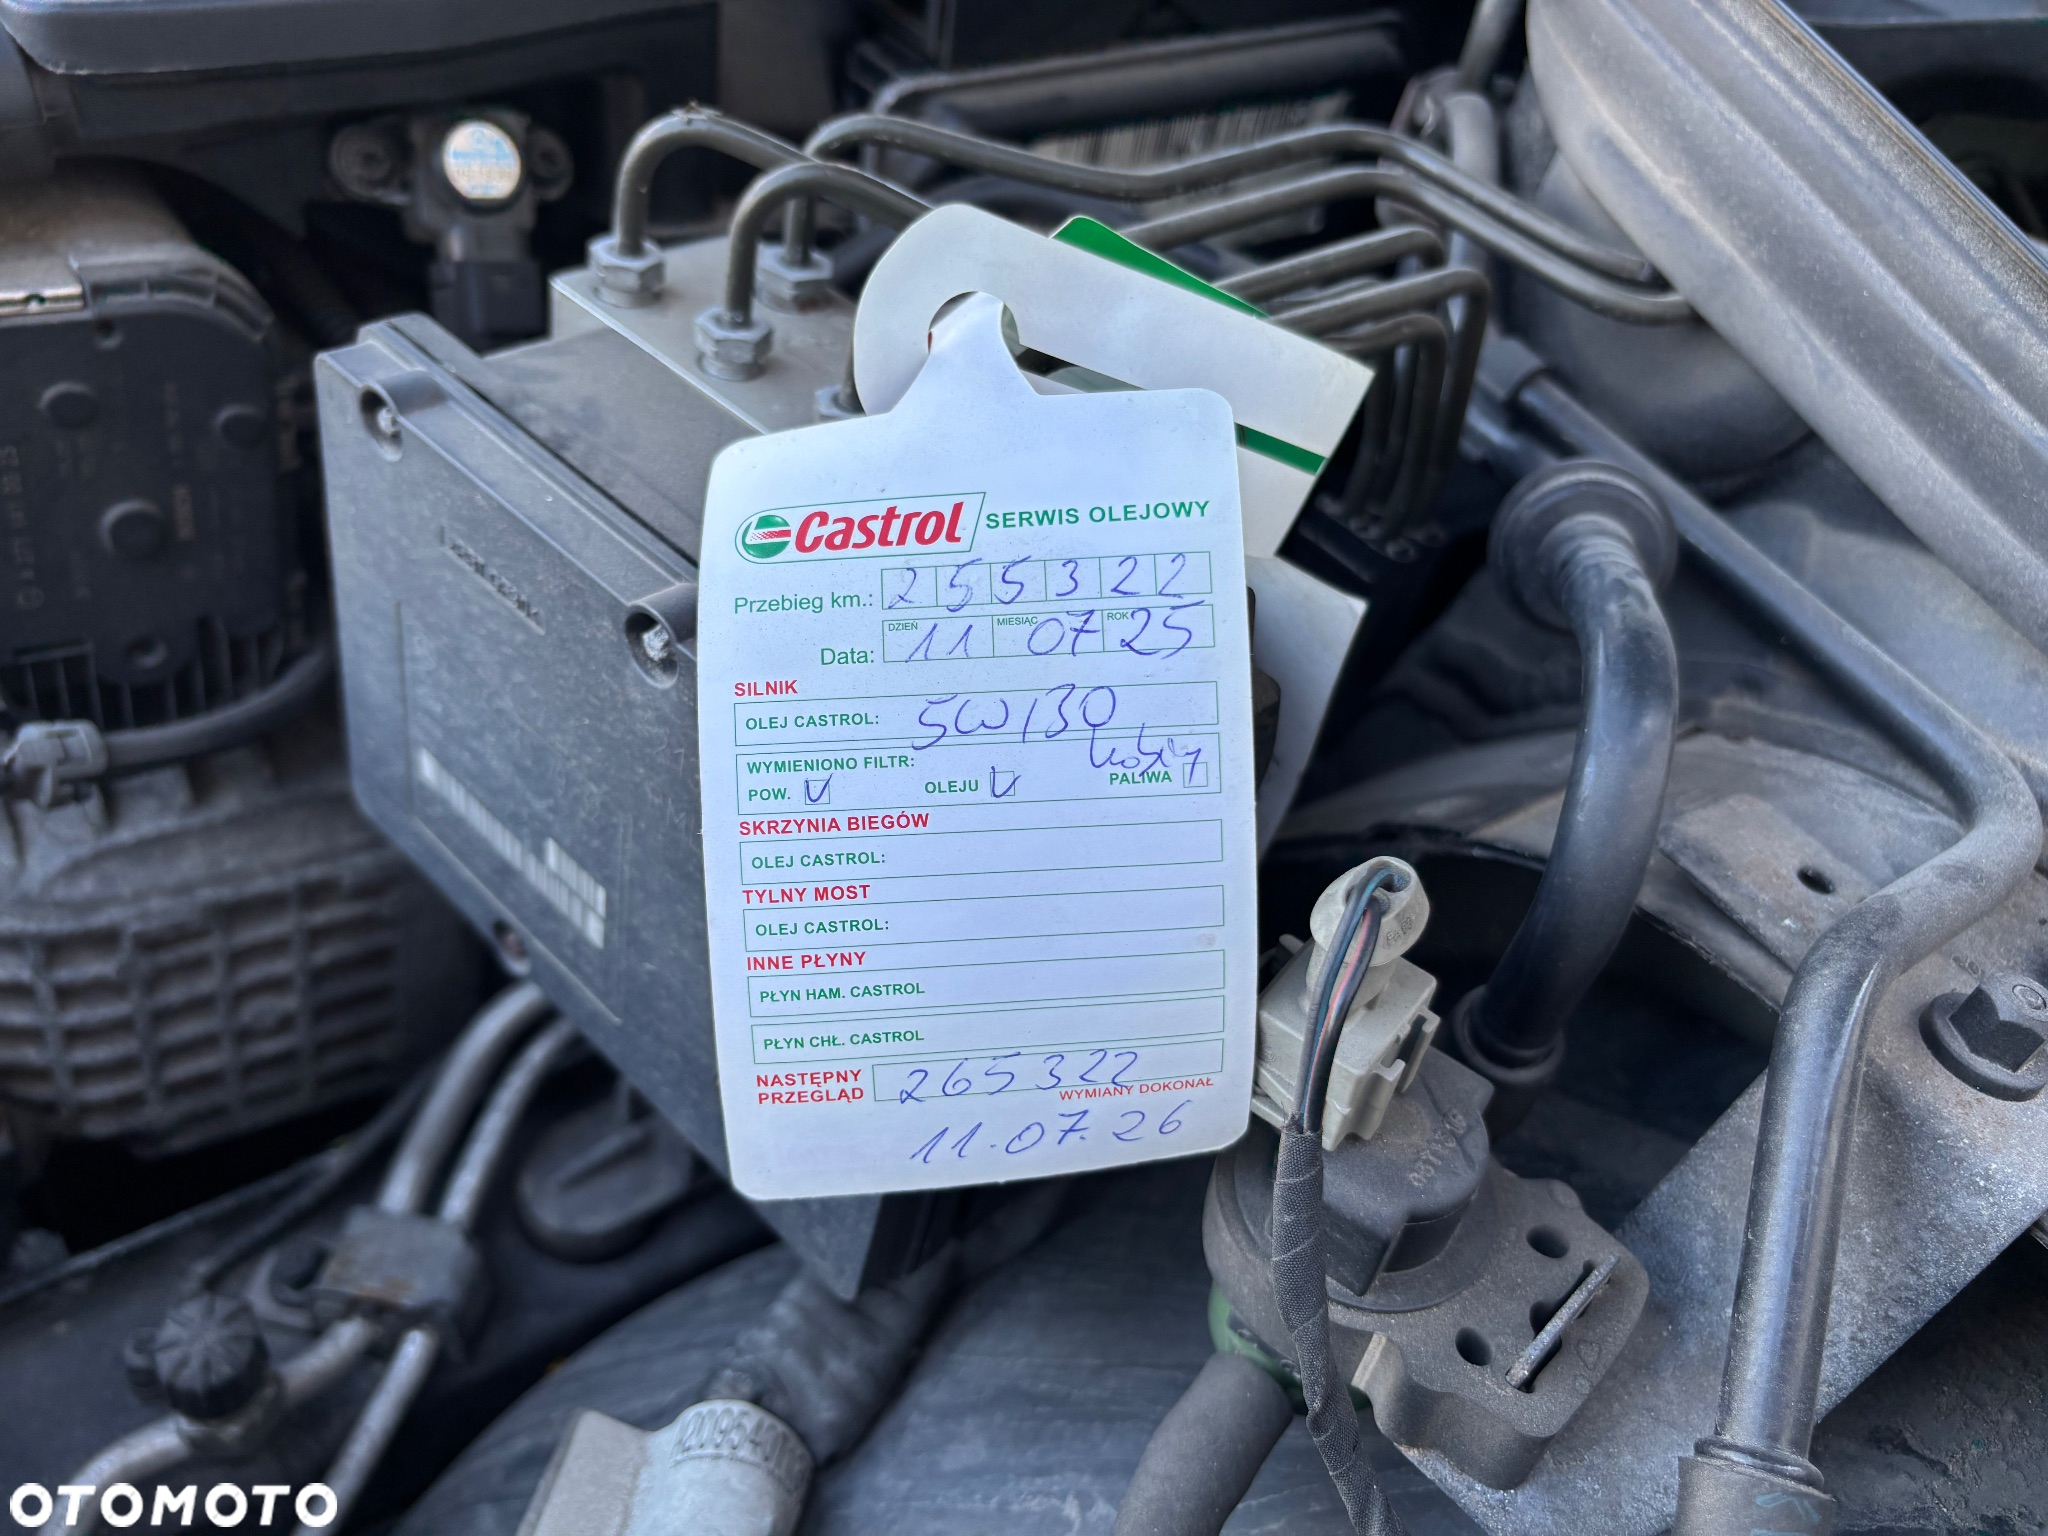 Castrol SERWIS OLEJOWY
Przebieg km.: 255322
DZIEŃ MIESIĄC ROK
Data: 11 07 25
SILNIK
OLEJ CASTROL: 5W/30
WYMIENIONO FILTR:
POW. OLEJU PALIWA
SKRZYNIA BIEGÓW
OLEJ CASTROL:
TYLNY MOST
OLEJ CASTROL:
INNE PŁYNY
PŁYN HAM. CASTROL
PŁYN CHŁ. CASTROL
NASTĘPNY PRZEGLĄD 265322
WYMIANY DOKONAŁ
11.07.26
OTOMOTO